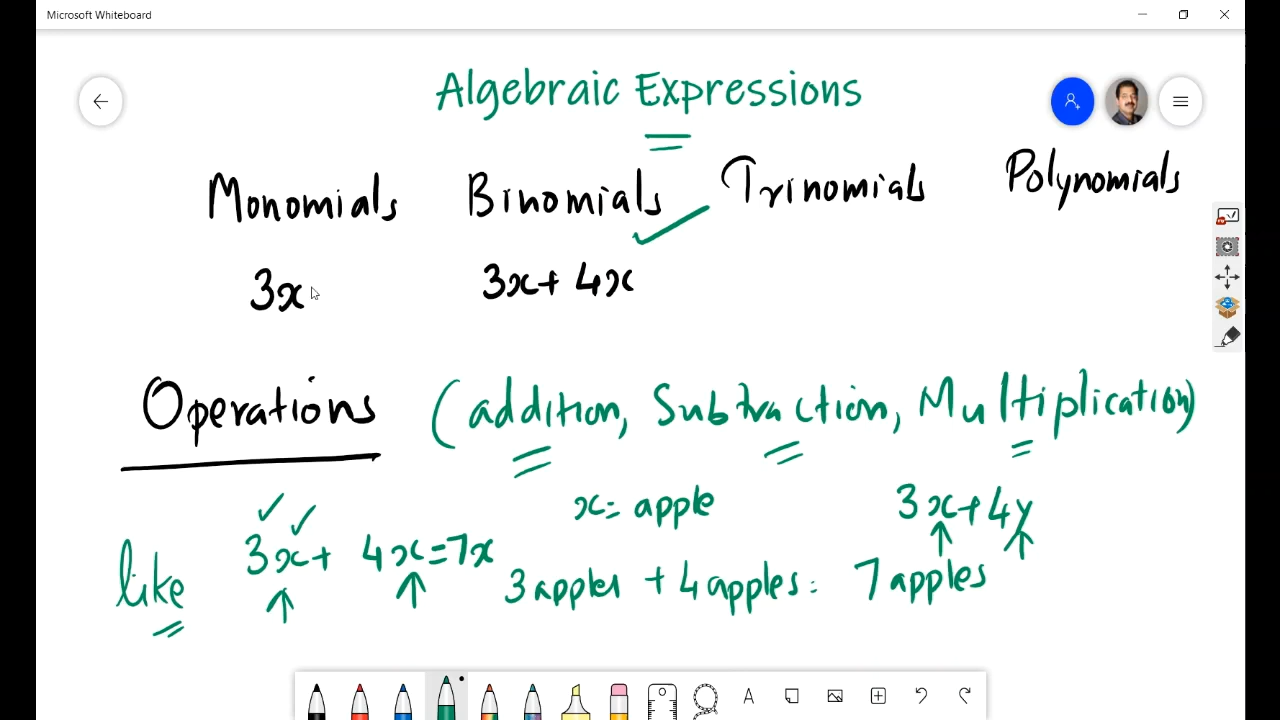 Microsoft Whiteboard
Algebraic Expressions
Monomials Binomials Trinomials Polynomials
3x 3x+ 4x
Operations (addition, Subtraction, Multiplication)
x= apple 3x+4y
like 3x+ 4x=7x 3 apples + 4 apples = 7 apples
A